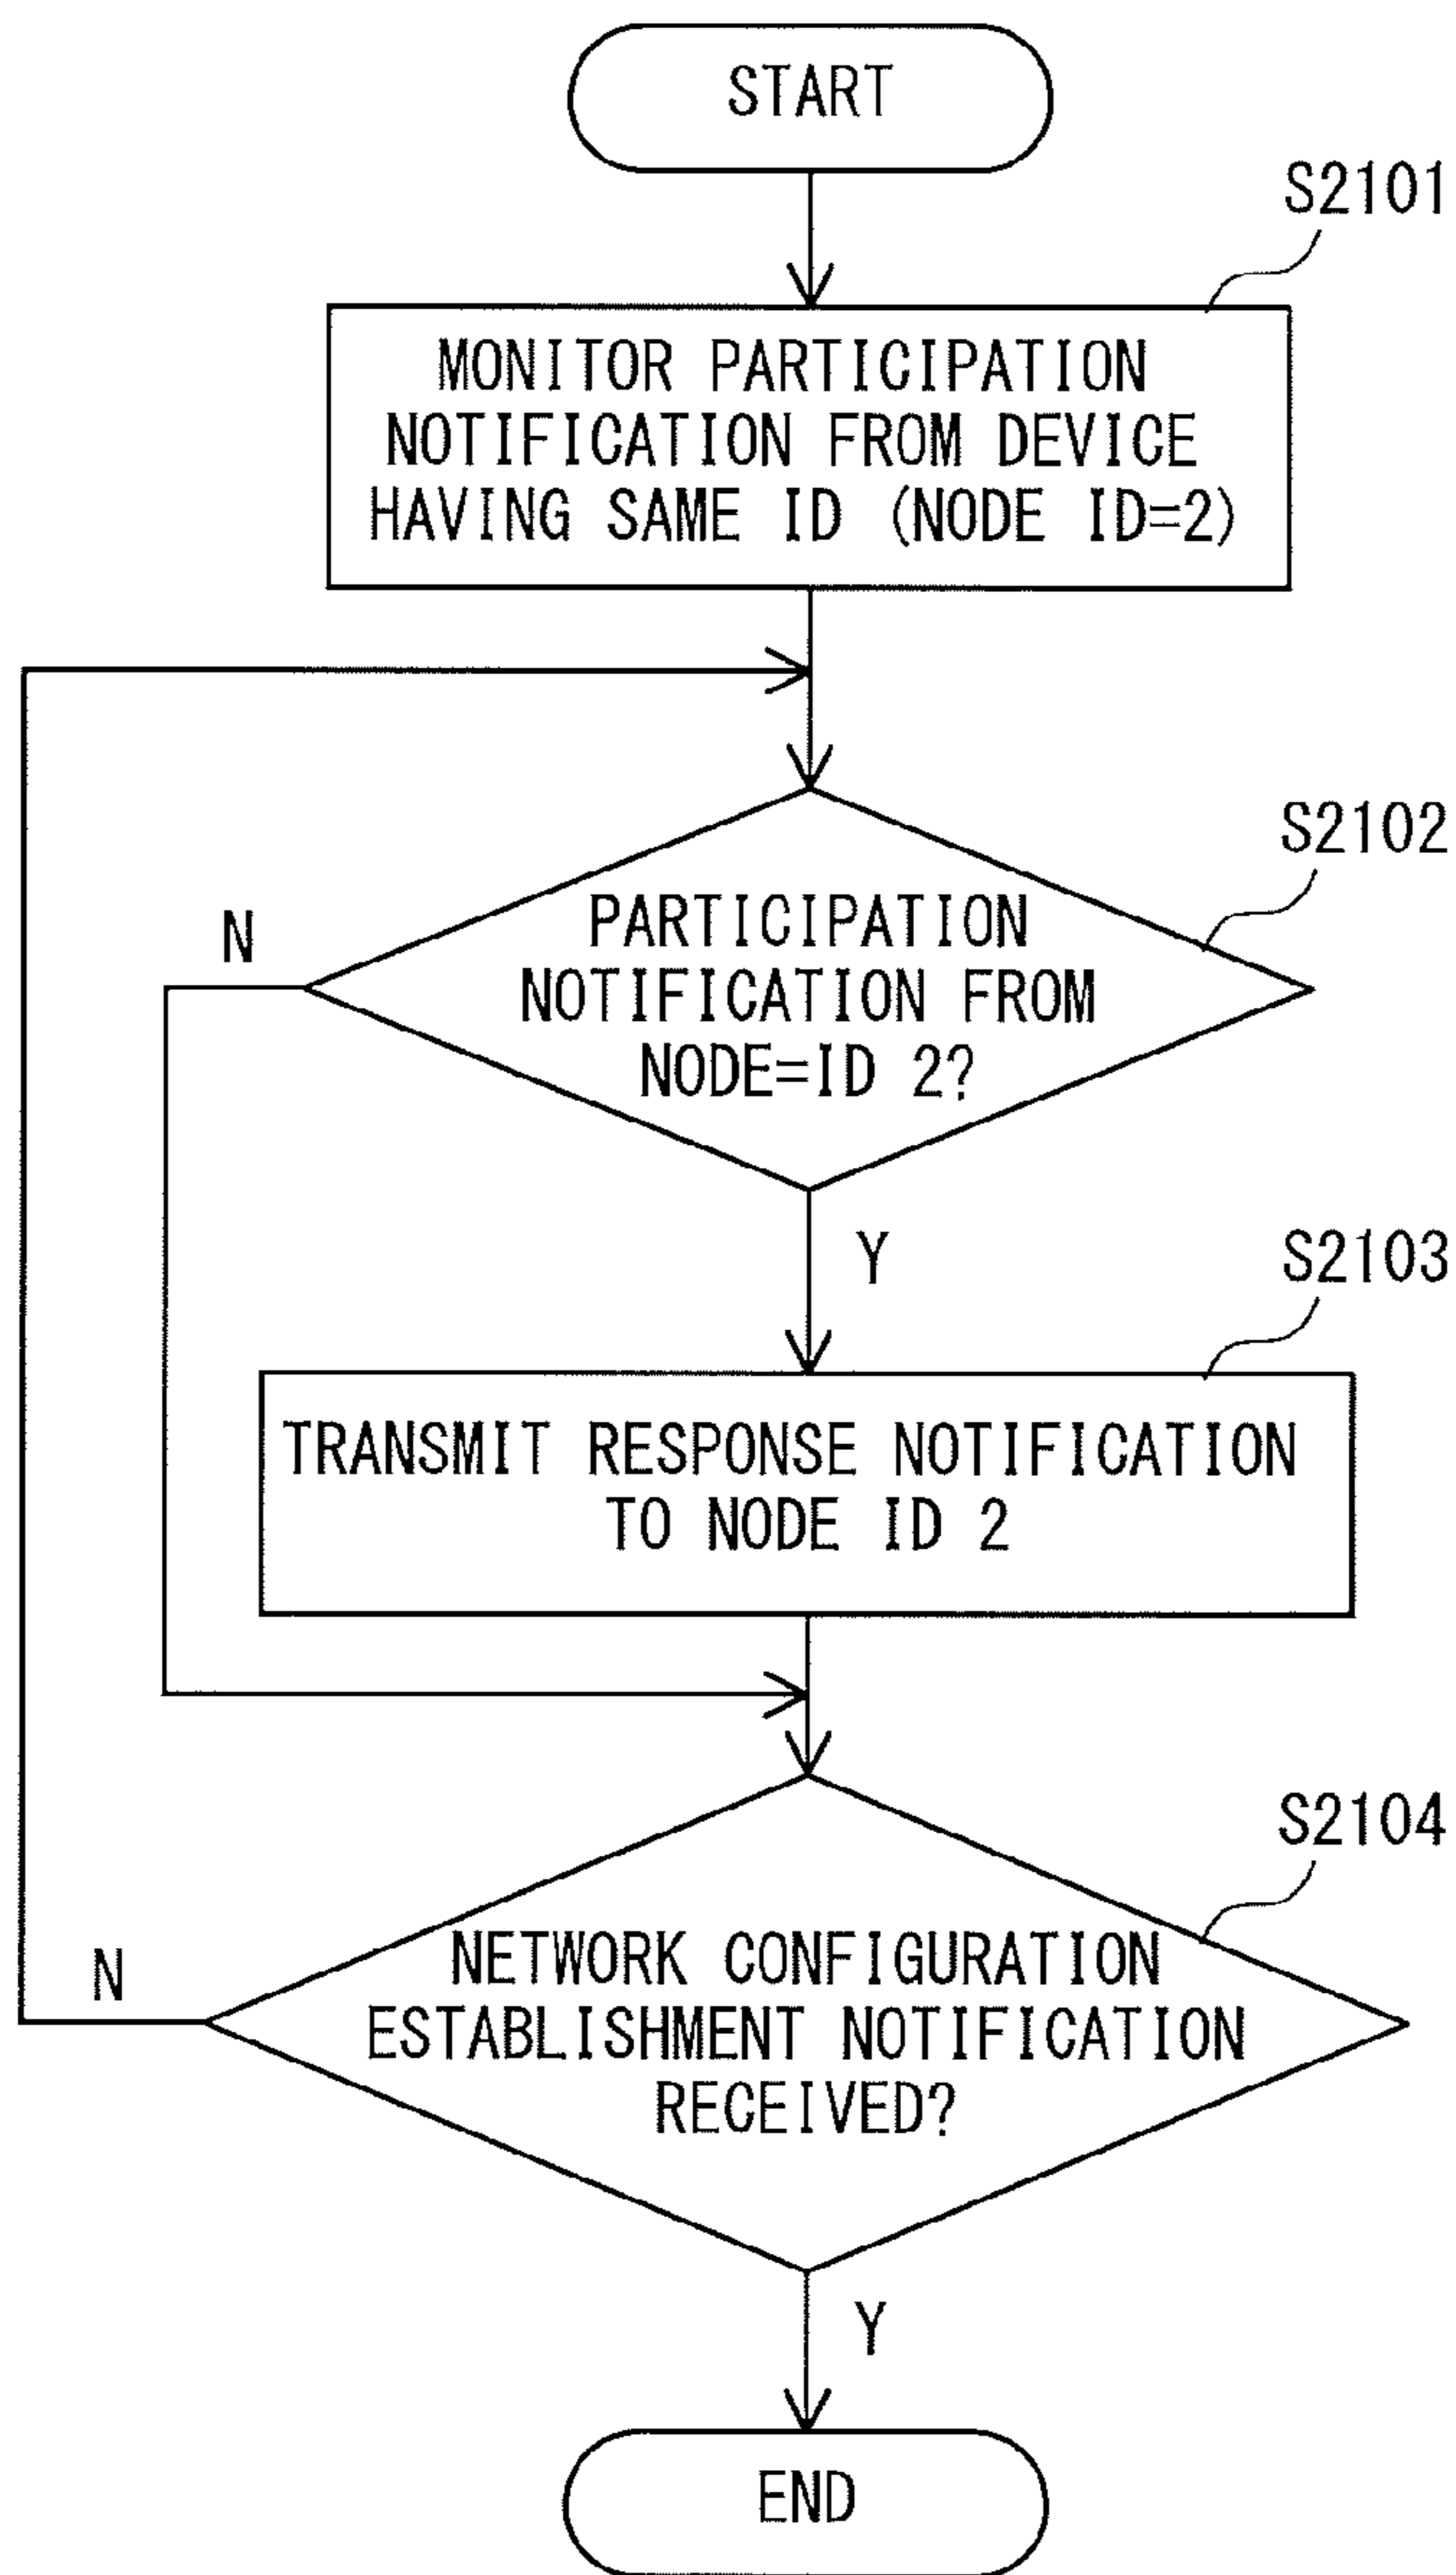 START
S2101
MONITOR PARTICIPATION
NOTIFICATION FROM DEVICE
HAVING SAME ID (NODE ID=2)
S2102
N
PARTICIPATION
NOTIFICATION FROM
NODE=ID 2?
Y
S2103
TRANSMIT RESPONSE NOTIFICATION
TO NODE ID 2
S2104
N
NETWORK CONFIGURATION
ESTABLISHMENT NOTIFICATION
RECEIVED?
Y
END